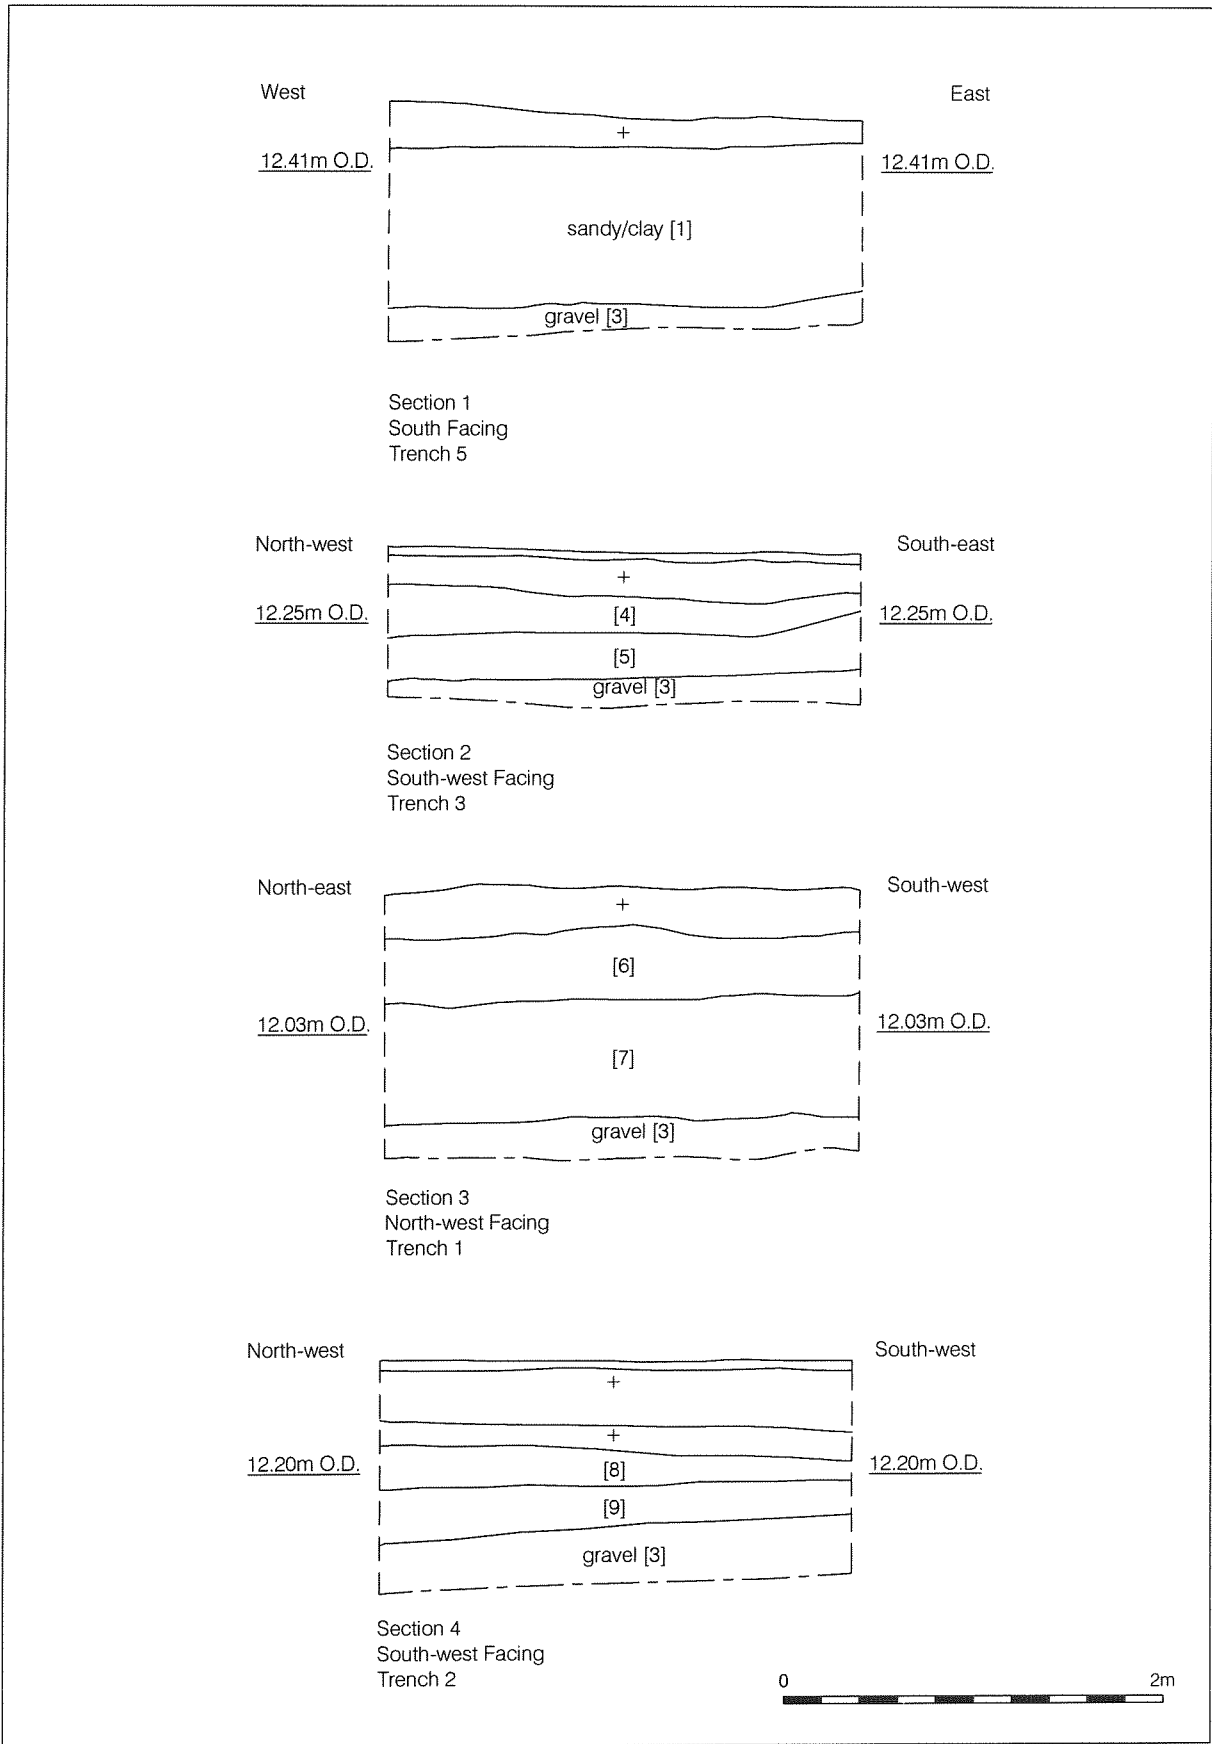 West
East
+
12.41m O.D.
12.41m O.D.
sandy/clay [1]
gravel [3]
Section 1
South Facing
Trench 5
North-west
South-east
+
12.25m O.D.
[4]
12.25m O.D.
[5]
gravel [3]
Section 2
South-west Facing
Trench 3
North-east
South-west
+
[6]
12.03m O.D.
12.03m O.D.
[7]
gravel [3]
Section 3
North-west Facing
Trench 1
North-west
South-west
+
+
12.20m O.D.
[8]
12.20m O.D.
[9]
gravel [3]
Section 4
South-west Facing
Trench 2
0
2m